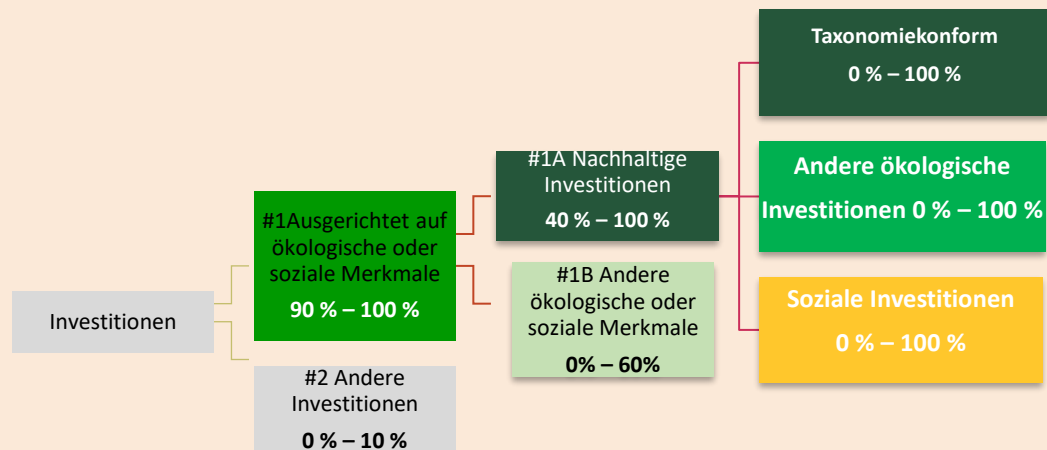 Investitionen
#1Ausgerichtet auf
ökologische oder
soziale Merkmale
90 % – 100 %
#2 Andere
Investitionen
0 % – 10 %
#1A Nachhaltige
Investitionen
40 % – 100 %
#1B Andere
ökologische oder
soziale Merkmale
0% – 60%
Taxonomiekonform
0 % – 100 %
Andere ökologische
Investitionen 0 % – 100 %
Soziale Investitionen
0 % – 100 %